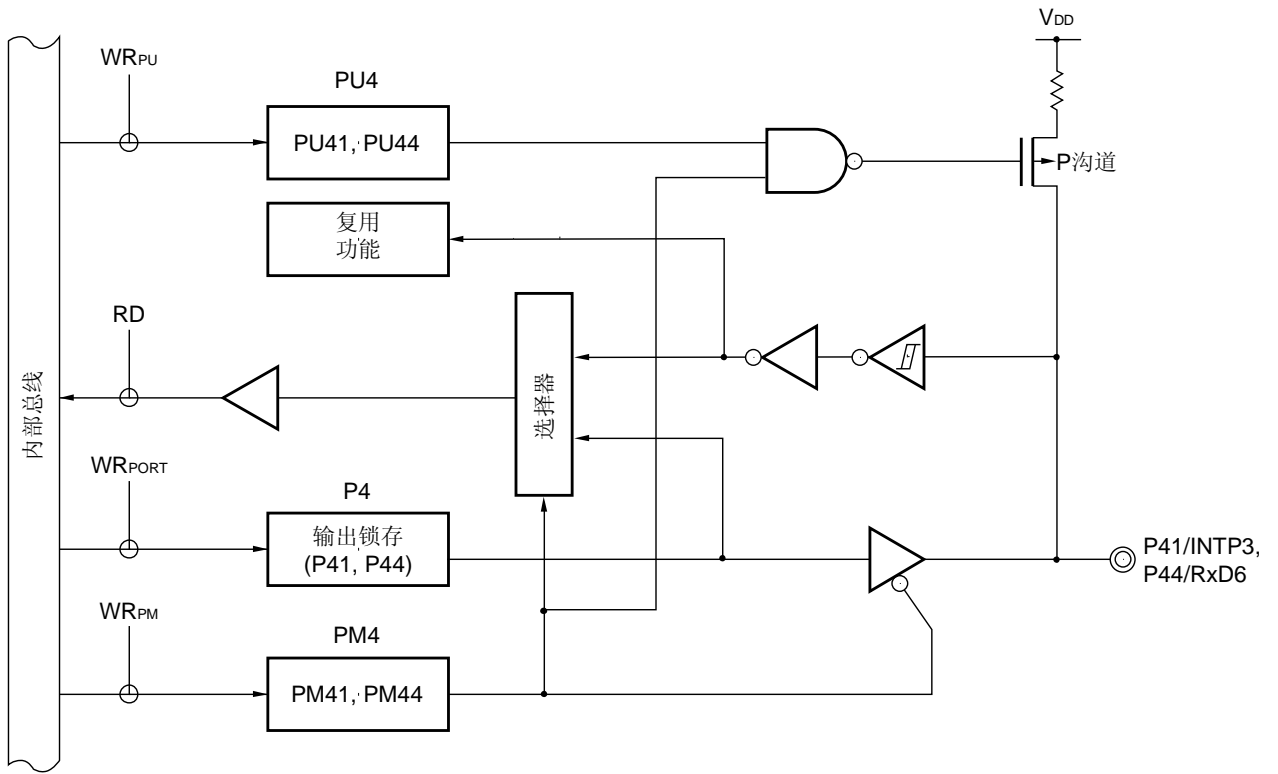 VDD
WRPU
PU4
PU41, PU44
P沟道
复用
功能
RD
选择器
内部总线
WRPORT
P4
输出锁存
(P41, P44)
P41/INTP3,
P44/RxD6
WRPM
PM4
PM41, PM44